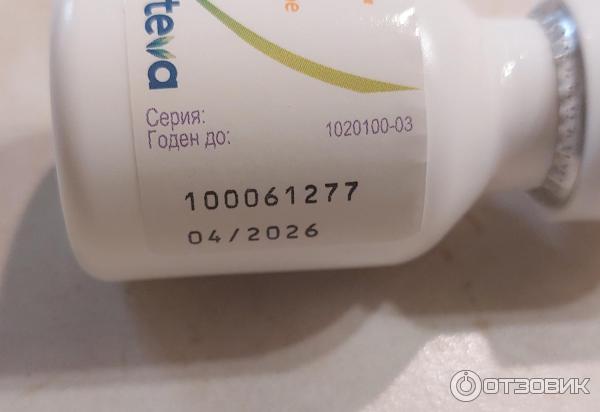 teva
Серия:
Годен до:
1020100-03
100061277
04/2026
ОТЗОВИК